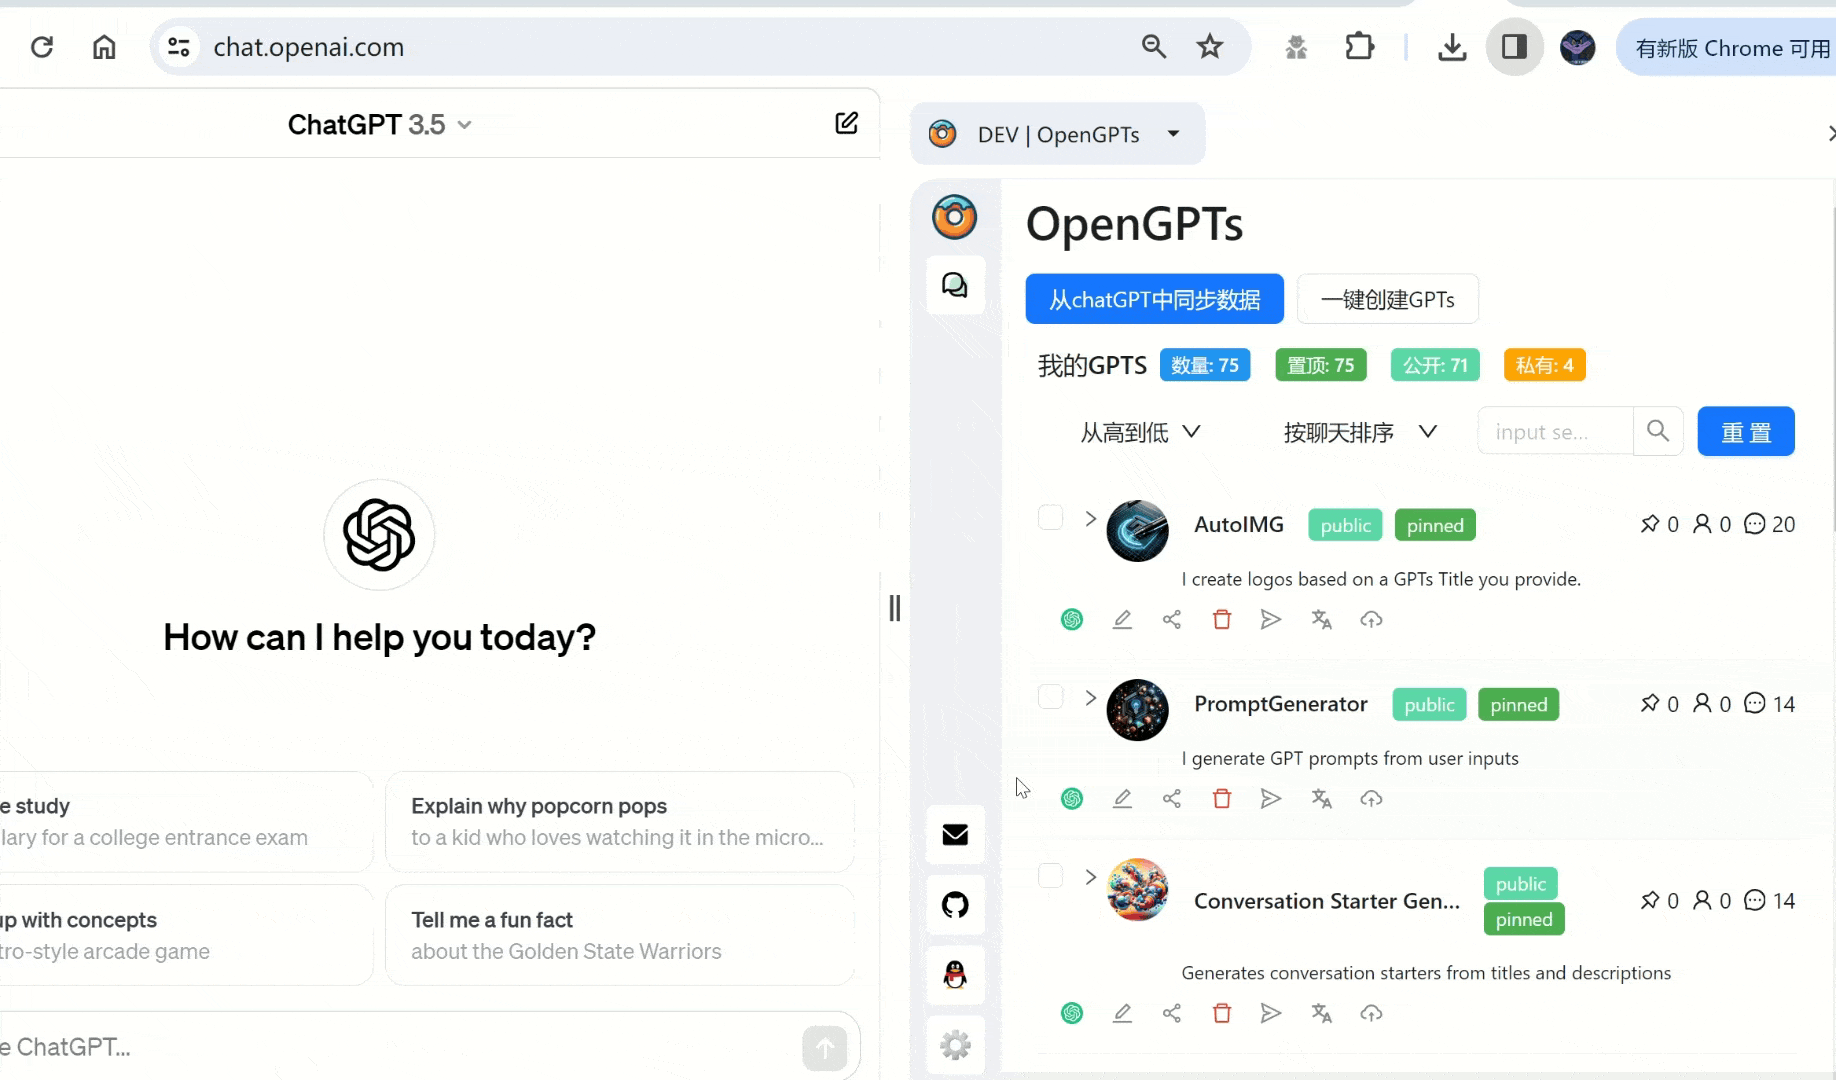 chat.openai.com
有新版 Chrome 可用
ChatGPT 3.5
How can I help you today?
e study
lary for a college entrance exam
Explain why popcorn pops
to a kid who loves watching it in the micro...
up with concepts
tro-style arcade game
Tell me a fun fact
about the Golden State Warriors
e ChatGPT...
DEV | OpenGPTs
OpenGPTs
从chatGPT中同步数据
一键创建GPTs
我的GPTS 数量: 75 置顶: 75 公开: 71 私有: 4
从高到低 按聊天排序 input se... 重 置
AutoIMG public pinned 0 0 20
I create logos based on a GPTs Title you provide.
PromptGenerator public pinned 0 0 14
I generate GPT prompts from user inputs
Conversation Starter Gen... public pinned 0 0 14
Generates conversation starters from titles and descriptions